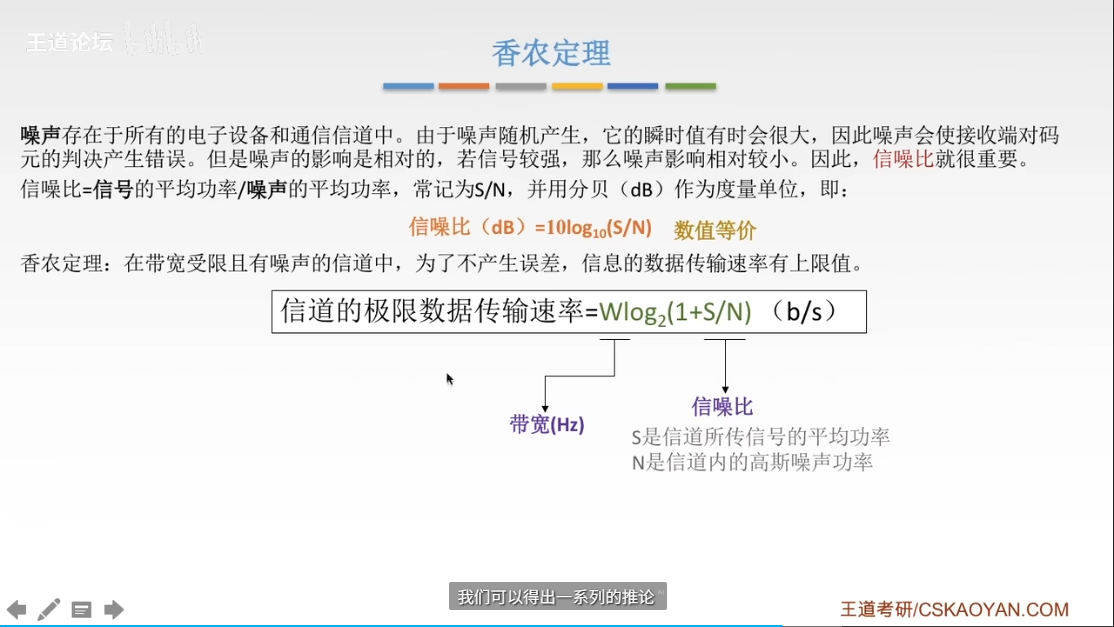 王道论坛
香农定理
噪声存在于所有的电子设备和通信信道中。由于噪声随机产生，它的瞬时值有时会很大，因此噪声会使接收端对码
元的判决产生错误。但是噪声的影响是相对的，若信号较强，那么噪声影响相对较小。因此，信噪比就很重要。
信噪比=信号的平均功率/噪声的平均功率，常记为S/N，并用分贝（dB）作为度量单位，即：
信噪比（dB）=10log₁₀(S/N) 数值等价
香农定理：在带宽受限且有噪声的信道中，为了不产生误差，信息的数据传输速率有上限值。
信道的极限数据传输速率=Wlog₂(1+S/N) （b/s）
带宽(Hz)
信噪比
S是信道所传信号的平均功率
N是信道内的高斯噪声功率
我们可以得出一系列的推论
王道考研/CSKAOYAN.COM